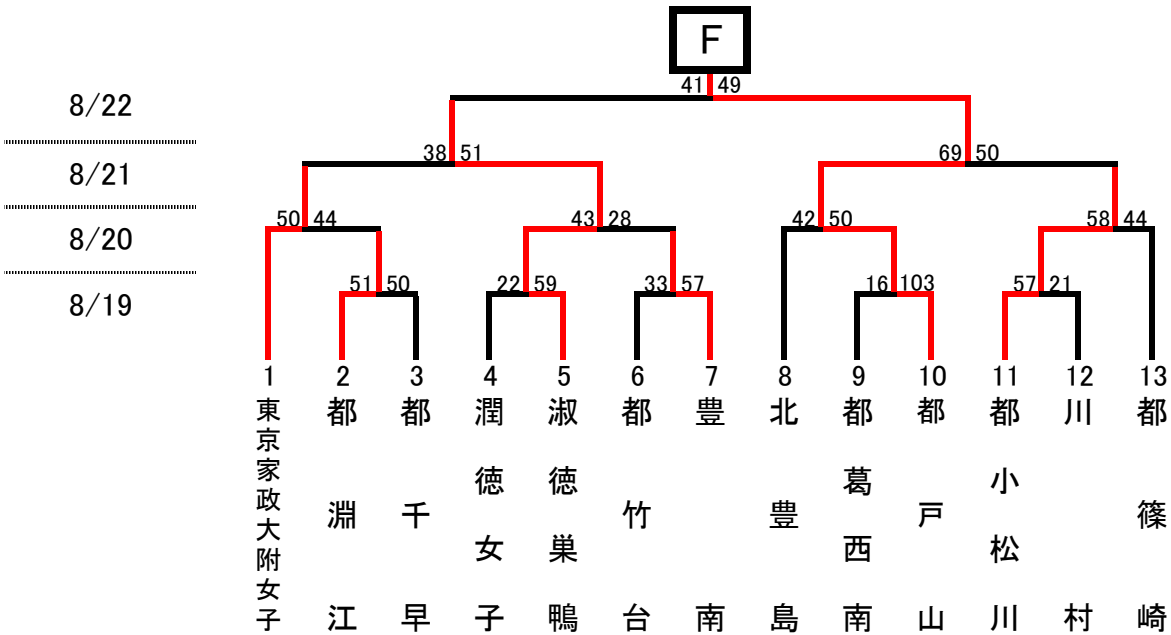 F
41 49
8/22
38 51
69 50
8/21
50 44
43 28
42 50
58 44
8/20
51 50
22 59
33 57
16 103
57 21
8/19
1 2 3 4 5 6 7 8 9 10 11 12 13
東京家政大附女子
都淵江
都千早
潤徳女子
淑徳巣鴨
都竹台
豊南
北豊島
都葛西南
都戸山
都小松川
川村
都篠崎